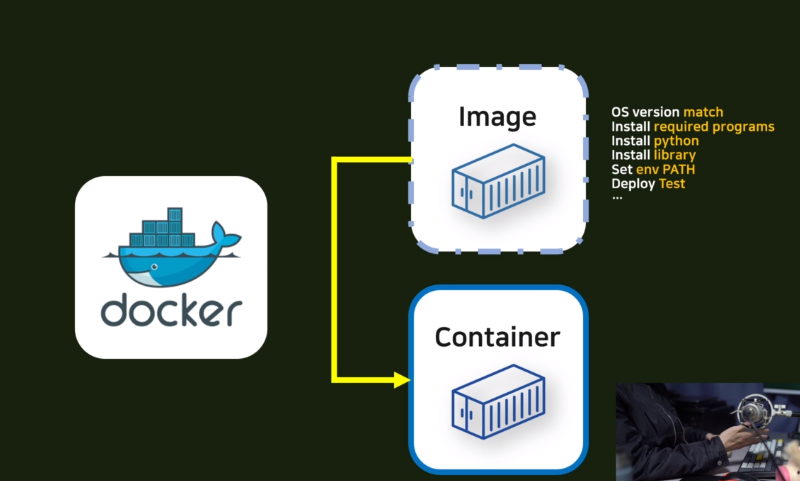 docker
Image
OS version match
Install required programs
Install python
Install library
Set env PATH
Deploy Test
...
Container